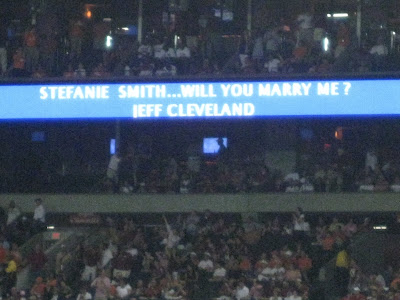 STEFANIE SMITH...WILL YOU MARRY ME ?
JEFF CLEVELAND